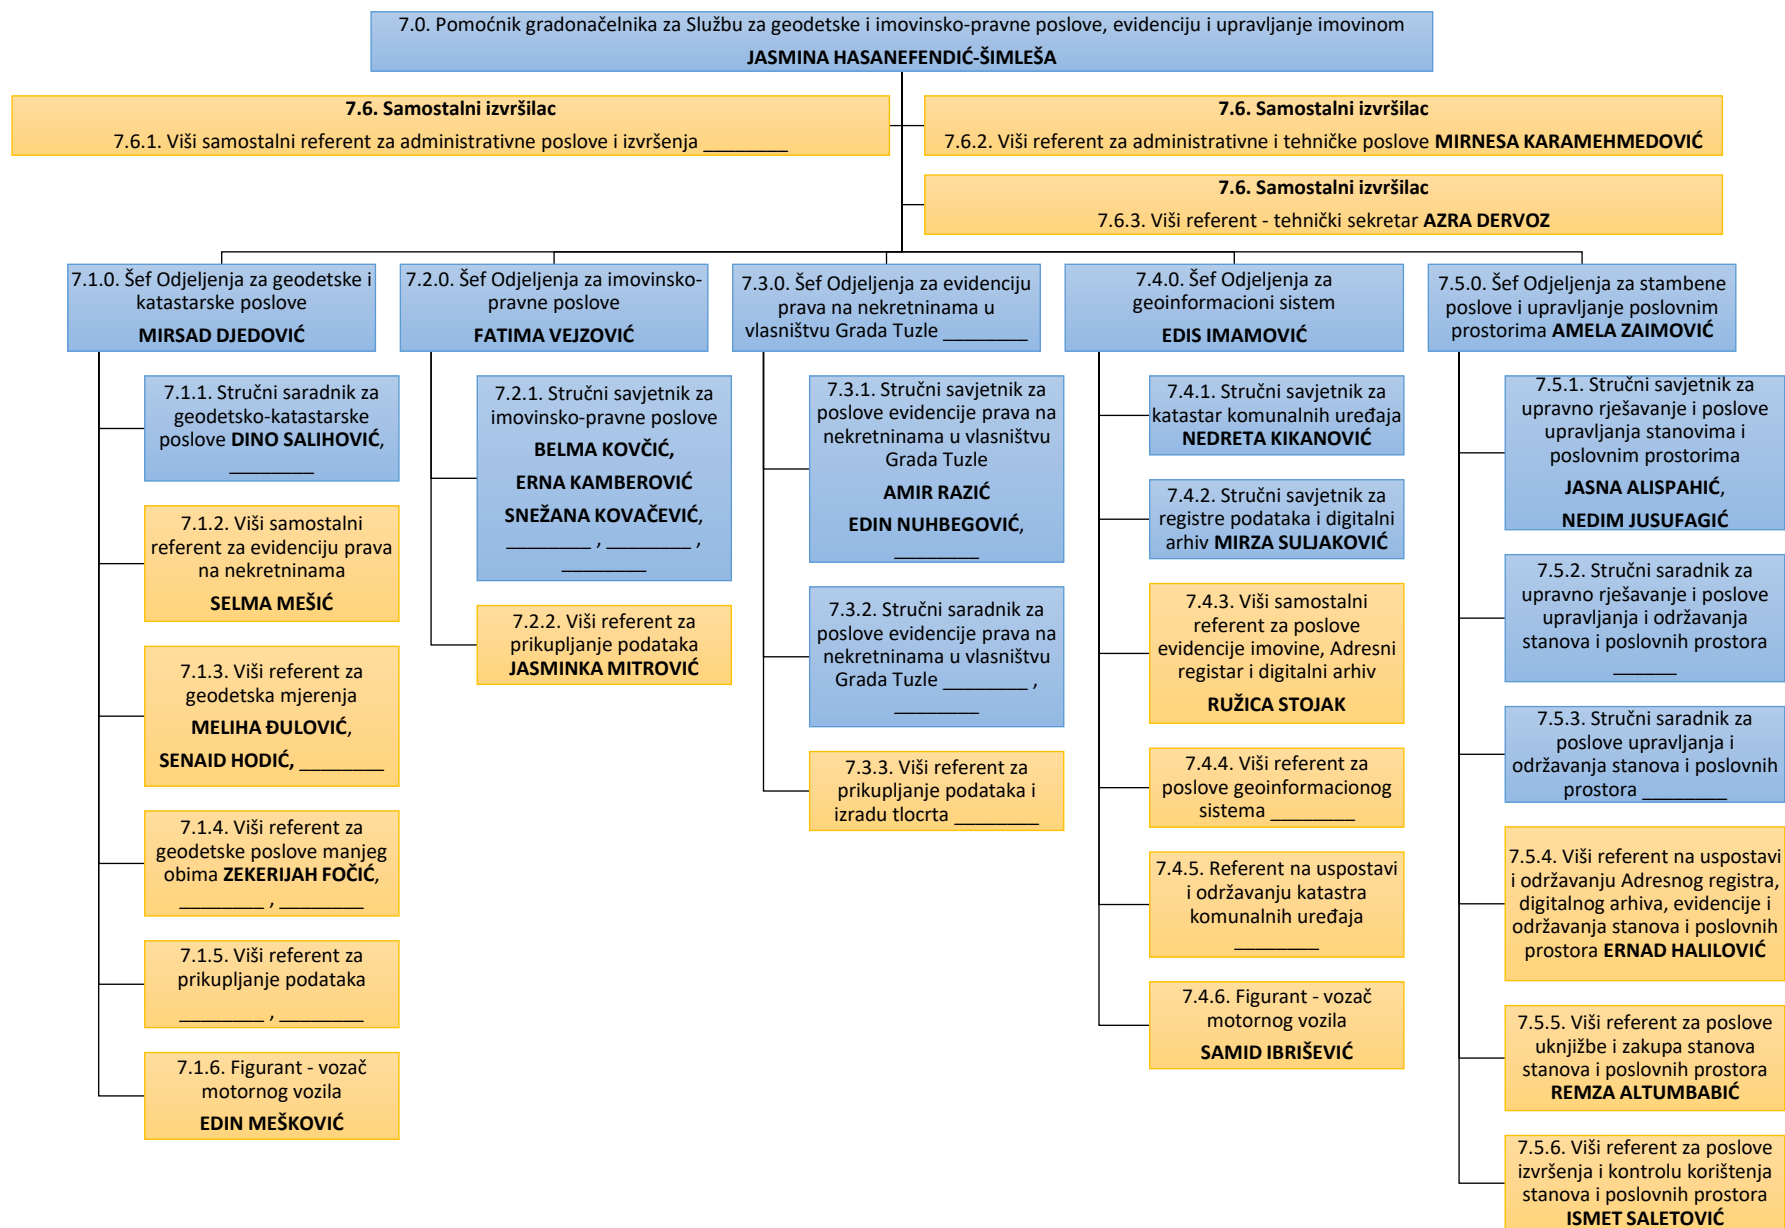 7.0. Pomoćnik gradonačelnika za Službu za geodetske i imovinsko-pravne poslove, evidenciju i upravljanje imovinom
JASMINA HASANEFENDIĆ-ŠIMLEŠA
7.6. Samostalni izvršilac
7.6.1. Viši samostalni referent za administrativne poslove i izvršenja ________
7.6. Samostalni izvršilac
7.6.2. Viši referent za administrativne i tehničke poslove MIRNESA KARAMEHMEDOVIĆ
7.6. Samostalni izvršilac
7.6.3. Viši referent - tehnički sekretar AZRA DERVOZ
7.1.0. Šef Odjeljenja za geodetske i
katastarske poslove
MIRSAD DJEDOVIĆ
7.1.1. Stručni saradnik za
geodetsko-katastarske
poslove DINO SALIHOVIĆ,
________
7.1.2. Viši samostalni
referent za evidenciju prava
na nekretninama
SELMA MEŠIĆ
7.1.3. Viši referent za
geodetska mjerenja
MELIHA ĐULOVIĆ,
SENAID HODIĆ, ________
7.1.4. Viši referent za
geodetske poslove manjeg
obima ZEKERIJAH FOČIĆ,
________ , ________
7.1.5. Viši referent za
prikupljanje podataka
________ , ________
7.1.6. Figurant - vozač
motornog vozila
EDIN MEŠKOVIĆ
7.2.0. Šef Odjeljenja za imovinsko-
pravne poslove
FATIMA VEJZOVIĆ
7.2.1. Stručni savjetnik za
imovinsko-pravne poslove
BELMA KOVČIĆ,
ERNA KAMBEROVIĆ
SNEŽANA KOVAČEVIĆ,
________ , ________ ,
________
7.2.2. Viši referent za
prikupljanje podataka
JASMINKA MITROVIĆ
7.3.0. Šef Odjeljenja za evidenciju
prava na nekretninama u
vlasništvu Grada Tuzle ________
7.3.1. Stručni savjetnik za
poslove evidencije prava na
nekretninama u vlasništvu
Grada Tuzle
AMIR RAZIĆ
EDIN NUHBEGOVIĆ,
________
7.3.2. Stručni saradnik za
poslove evidencije prava na
nekretninama u vlasništvu
Grada Tuzle ________ ,
________
7.3.3. Viši referent za
prikupljanje podataka i
izradu tlocrta ________
7.4.0. Šef Odjeljenja za
geoinformacioni sistem
EDIS IMAMOVIĆ
7.4.1. Stručni savjetnik za
katastar komunalnih uređaja
NEDRETA KIKANOVIĆ
7.4.2. Stručni savjetnik za
registre podataka i digitalni
arhiv MIRZA SULJAKOVIĆ
7.4.3. Viši samostalni
referent za poslove
evidencije imovine, Adresni
registar i digitalni arhiv
RUŽICA STOJAK
7.4.4. Viši referent za
poslove geoinformacionog
sistema ________
7.4.5. Referent na uspostavi
i održavanju katastra
komunalnih uređaja
________
7.4.6. Figurant - vozač
motornog vozila
SAMID IBRIŠEVIĆ
7.5.0. Šef Odjeljenja za stambene
poslove i upravljanje poslovnim
prostorima AMELA ZAIMOVIĆ
7.5.1. Stručni savjetnik za
upravno rješavanje i poslove
upravljanja stanovima i
poslovnim prostorima
JASNA ALISPAHIĆ,
NEDIM JUSUFAGIĆ
7.5.2. Stručni saradnik za
upravno rješavanje i poslove
upravljanja i održavanja
stanova i poslovnih prostora
______
7.5.3. Stručni saradnik za
poslove upravljanja i
održavanja stanova i poslovnih
prostora ________
7.5.4. Viši referent na uspostavi
i održavanju Adresnog registra,
digitalnog arhiva, evidencije i
održavanja stanova i poslovnih
prostora ERNAD HALILOVIĆ
7.5.5. Viši referent za poslove
uknjižbe i zakupa stanova
stanova i poslovnih prostora
REMZA ALTUMBABIĆ
7.5.6. Viši referent za poslove
izvršenja i kontrolu korištenja
stanova i poslovnih prostora
ISMET SALETOVIĆ